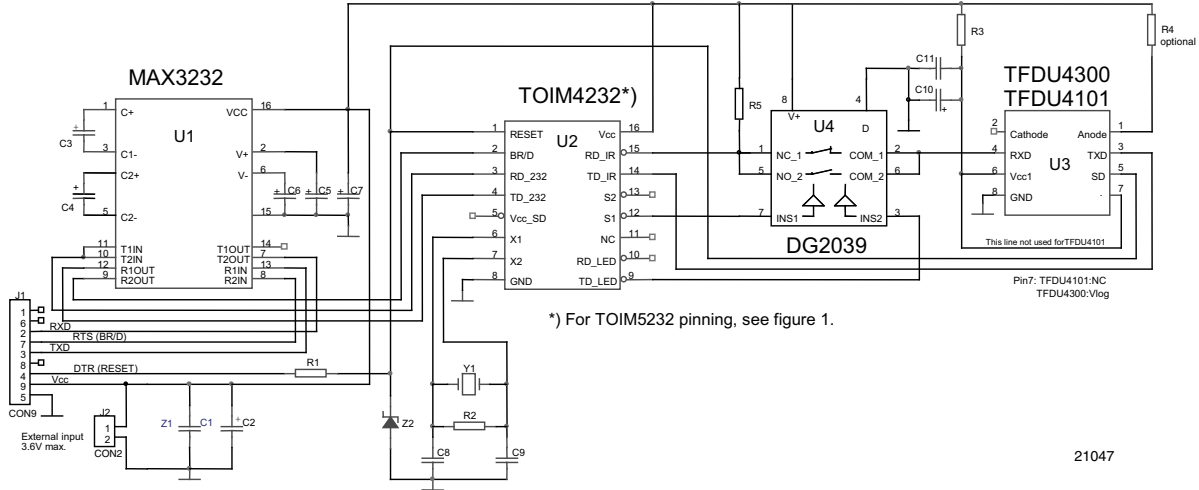 MAX3232
U1
1 C+ VCC 16
C3
3 C1-
V+ 2
C2+ V- 6
C4
5 C2- 15
C6 C5 C7
11 T1IN T1OUT 14
10 T2IN T2OUT 7
12 R1OUT R1IN 13
9 R2OUT R2IN 8
TOIM4232*)
U2
1 RESET Vcc 16
2 BR/D RD_IR 15
3 RD_232 TD_IR 14
4 TD_232 S2 13
5 Vcc_SD S1 12
6 X1 NC 11
7 X2 RD_LED 10
8 GND TD_LED 9
*) For TOIM5232 pinning, see figure 1.
R5
8 4
V+ D
U4
1 NC_1 COM_1 2
5 NO_2 COM_2 6
7 INS1 INS2 3
DG2039
C11
C10
R3
R4
optional
TFDU4300
TFDU4101
U3
2 Cathode Anode 1
4 RXD TXD 3
6 Vcc1 SD 5
8 GND 7
This line not used forTFDU4101
Pin7: TFDU4101:NC
TFDU4300:Vlog
J1
1
6
2 RXD
7 RTS (BR/D)
3 TXD
8
4 DTR (RESET)
9 Vcc
5
CON9
R1
External input
3.6V max.
J2
1
2
CON2
Z1 C1 C2
Z2
Y1
R2
C8 C9
21047